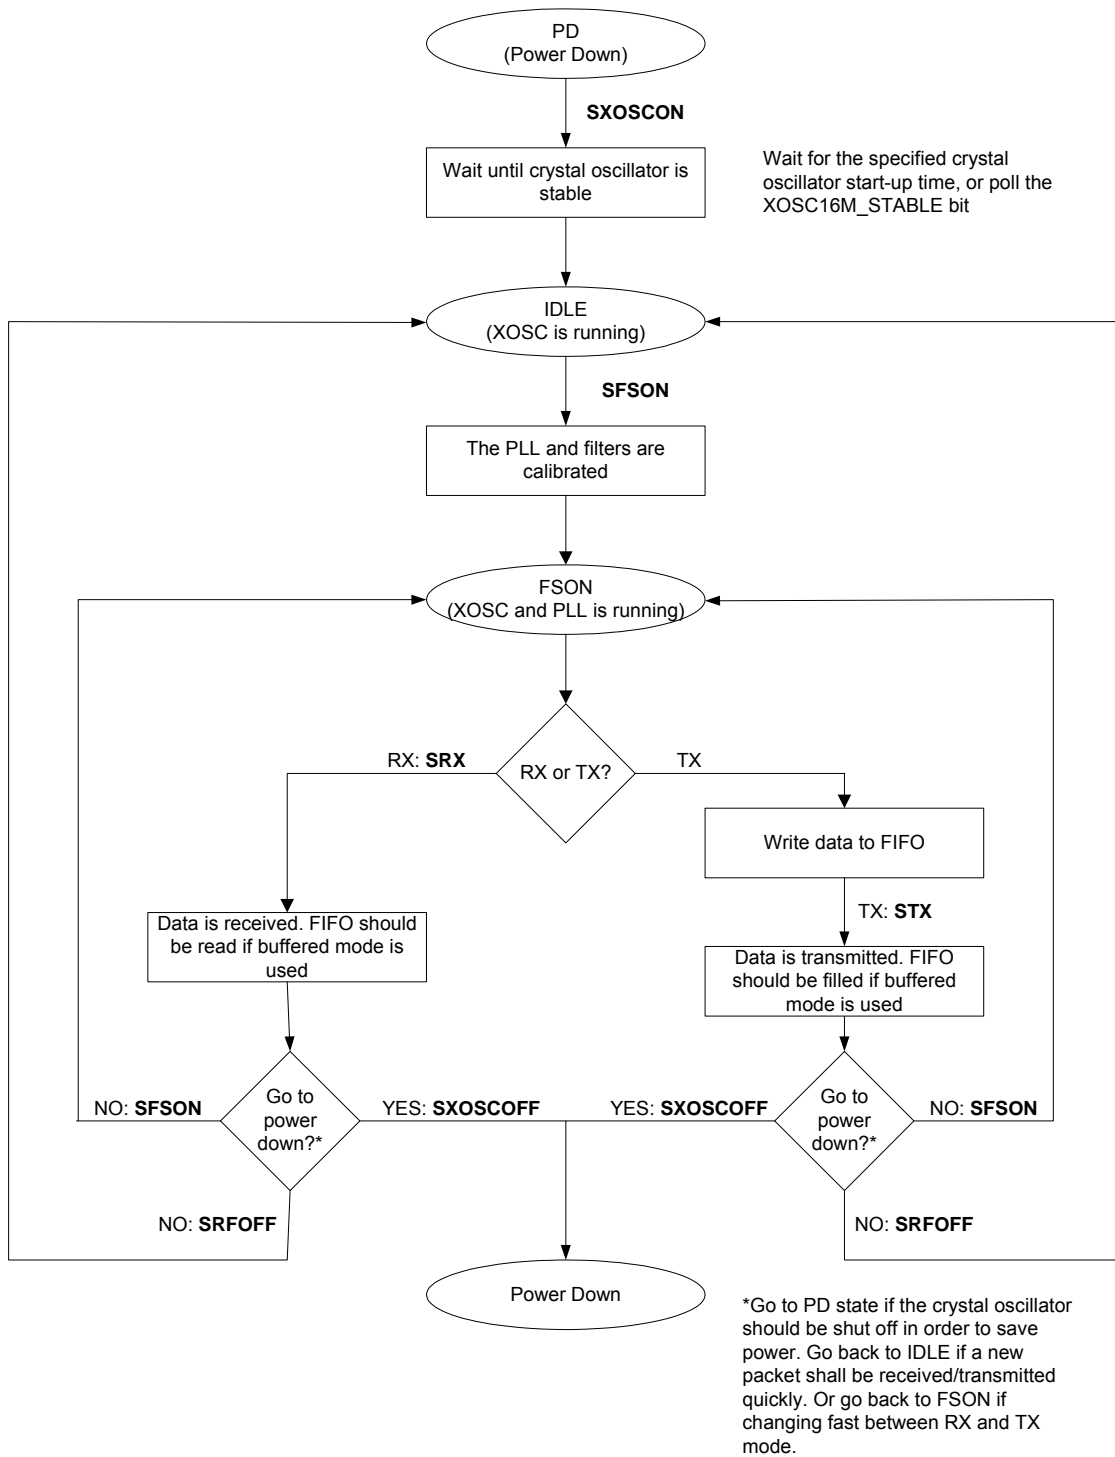 PD
(Power Down)
SXOSCON
Wait until crystal oscillator is
stable
Wait for the specified crystal
oscillator start-up time, or poll the
XOSC16M_STABLE bit
IDLE
(XOSC is running)
SFSON
The PLL and filters are
calibrated
FSON
(XOSC and PLL is running)
RX: SRX
RX or TX?
TX
Write data to FIFO
TX: STX
Data is received. FIFO should
be read if buffered mode is
used
Data is transmitted. FIFO
should be filled if buffered
mode is used
NO: SFSON
Go to
power
down?*
YES: SXOSCOFF
YES: SXOSCOFF
Go to
power
down?*
NO: SFSON
NO: SRFOFF
NO: SRFOFF
Power Down
*Go to PD state if the crystal oscillator
should be shut off in order to save
power. Go back to IDLE if a new
packet shall be received/transmitted
quickly. Or go back to FSON if
changing fast between RX and TX
mode.